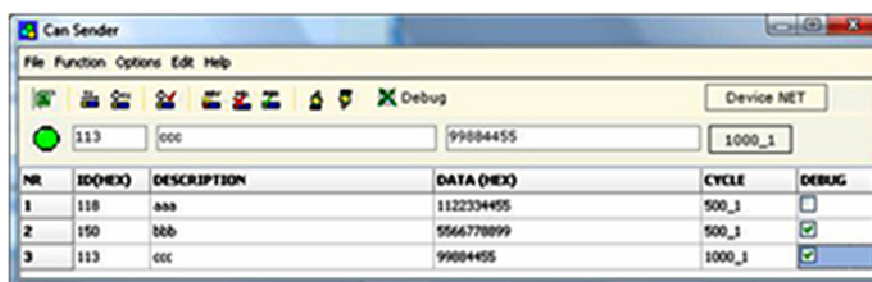 Can Sender
File Function Options Edit Help
Debug Device NET
113 ccc 99884455 1000_1
NR ID(HEX) DESCRIPTION DATA (HEX) CYCLE DEBUG
1 118 aaa 1122334455 500_1
2 150 bbb 5566778899 500_1
3 113 ccc 99884455 1000_1